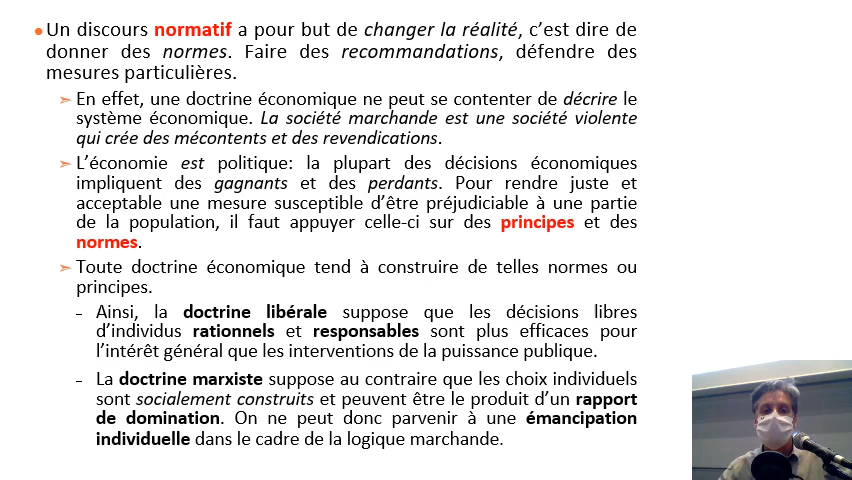 • Un discours normatif a pour but de changer la réalité, c’est dire de
donner des normes. Faire des recommandations, défendre des
mesures particulières.
➢ En effet, une doctrine économique ne peut se contenter de décrire le
système économique. La société marchande est une société violente
qui crée des mécontents et des revendications.
➢ L’économie est politique: la plupart des décisions économiques
impliquent des gagnants et des perdants. Pour rendre juste et
acceptable une mesure susceptible d’être préjudiciable à une partie
de la population, il faut appuyer celle-ci sur des principes et des
normes.
➢ Toute doctrine économique tend à construire de telles normes ou
principes.
– Ainsi, la doctrine libérale suppose que les décisions libres
d’individus rationnels et responsables sont plus efficaces pour
l’intérêt général que les interventions de la puissance publique.
– La doctrine marxiste suppose au contraire que les choix individuels
sont socialement construits et peuvent être le produit d’un rapport
de domination. On ne peut donc parvenir à une émancipation
individuelle dans le cadre de la logique marchande.